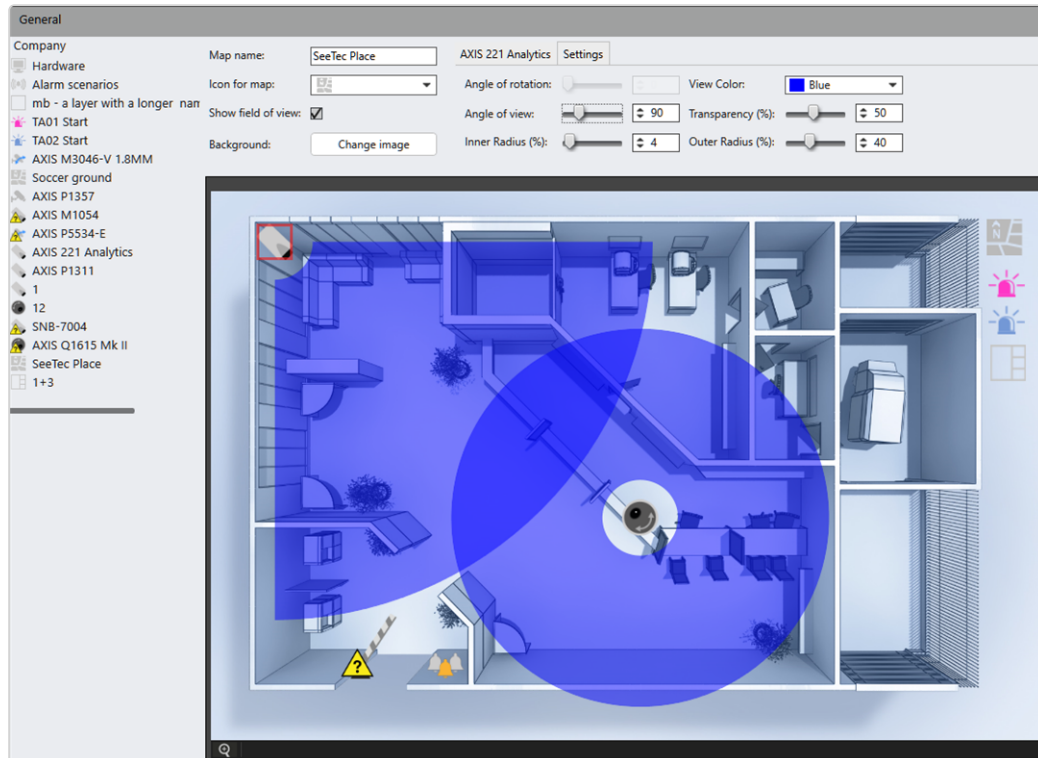 General
Company
Hardware
Alarm scenarios
mb - a layer with a longer nam
TA01 Start
TA02 Start
AXIS M3046-V 1.8MM
Soccer ground
AXIS P1357
AXIS M1054
AXIS P5534-E
AXIS 221 Analytics
AXIS P1311
1
12
SNB-7004
AXIS Q1615 Mk II
SeeTec Place
1+3
Map name: SeeTec Place
Icon for map:
Show field of view:
Background: Change image
AXIS 221 Analytics Settings
Angle of rotation: View Color: Blue
Angle of view: 90 Transparency (%): 50
Inner Radius (%): 4 Outer Radius (%): 40
N
?